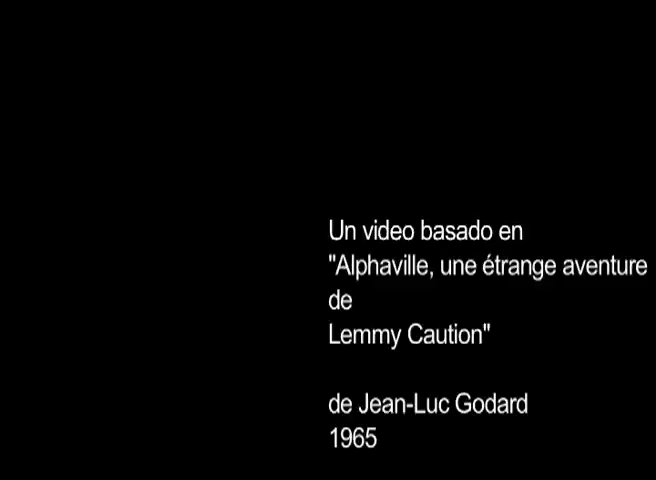 Un video basado en
"Alphaville, une étrange aventure
de
Lemmy Caution"
de Jean-Luc Godard
1965